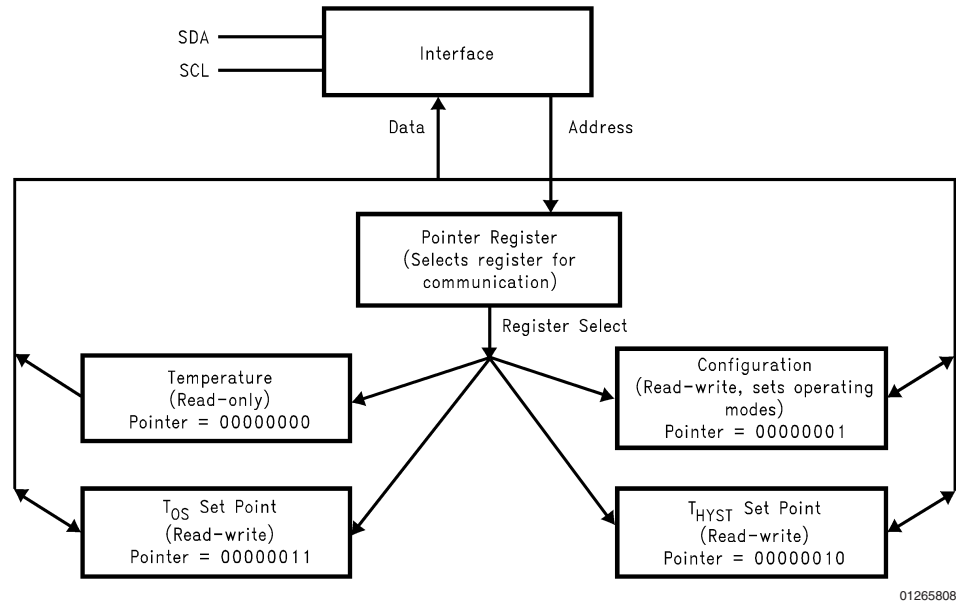 SDA
SCL
Interface
Data
Address
Pointer Register
(Selects register for
communication)
Register Select
Temperature
(Read-only)
Pointer = 00000000
Configuration
(Read-write, sets operating
modes)
Pointer = 00000001
TOS Set Point
(Read-write)
Pointer = 00000011
THYST Set Point
(Read-write)
Pointer = 00000010
01265808